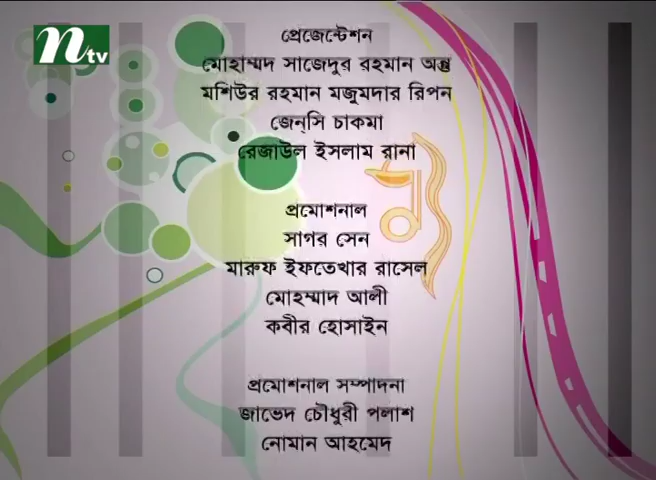 ntv
প্রেজেন্টেশন
মোহাম্মদ সাজেদুর রহমান অন্তু
মশিউর রহমান মজুমদার রিপন
জেন্‌সি চাকমা
রেজাউল ইসলাম রানা
প্রমোশনাল
সাগর সেন
মারুফ ইফতেখার রাসেল
মোহম্মাদ আলী
কবীর হোসাইন
প্রমোশনাল সম্পাদনা
জাভেদ চৌধুরী পলাশ
নোমান আহমেদ